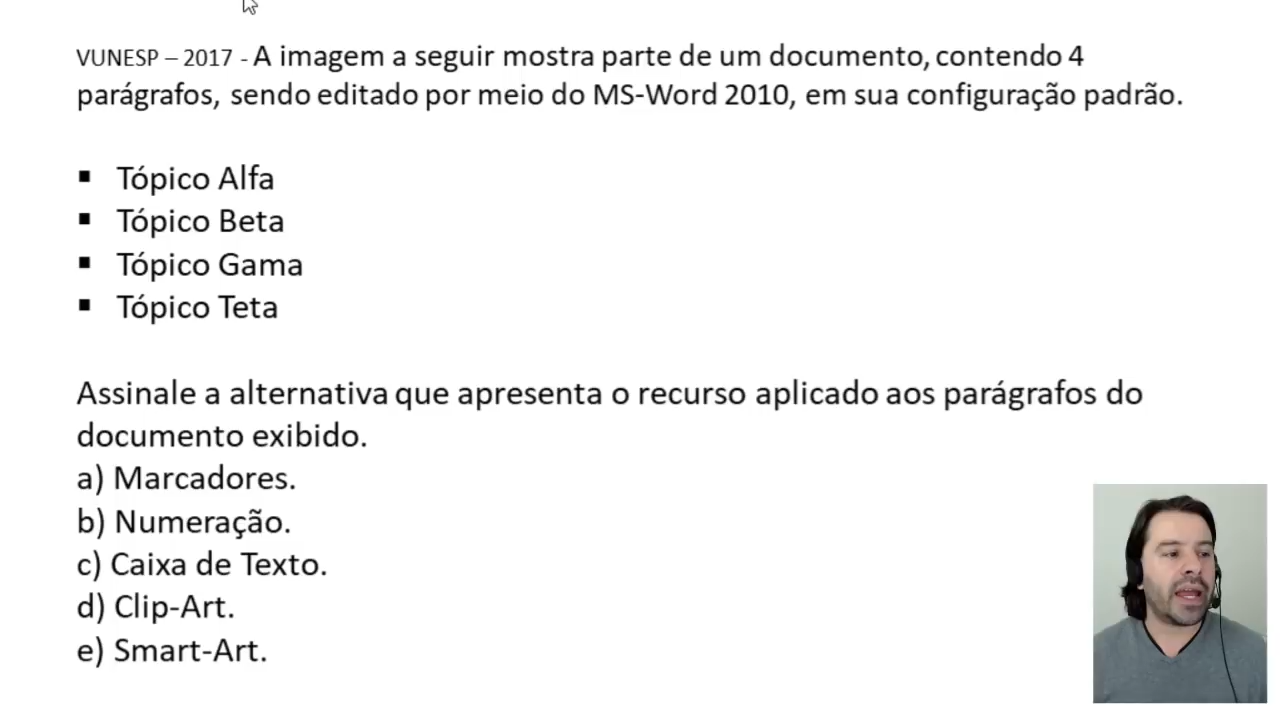 VUNESP – 2017 - A imagem a seguir mostra parte de um documento, contendo 4
parágrafos, sendo editado por meio do MS-Word 2010, em sua configuração padrão.
▪ Tópico Alfa
▪ Tópico Beta
▪ Tópico Gama
▪ Tópico Teta
Assinale a alternativa que apresenta o recurso aplicado aos parágrafos do
documento exibido.
a) Marcadores.
b) Numeração.
c) Caixa de Texto.
d) Clip-Art.
e) Smart-Art.